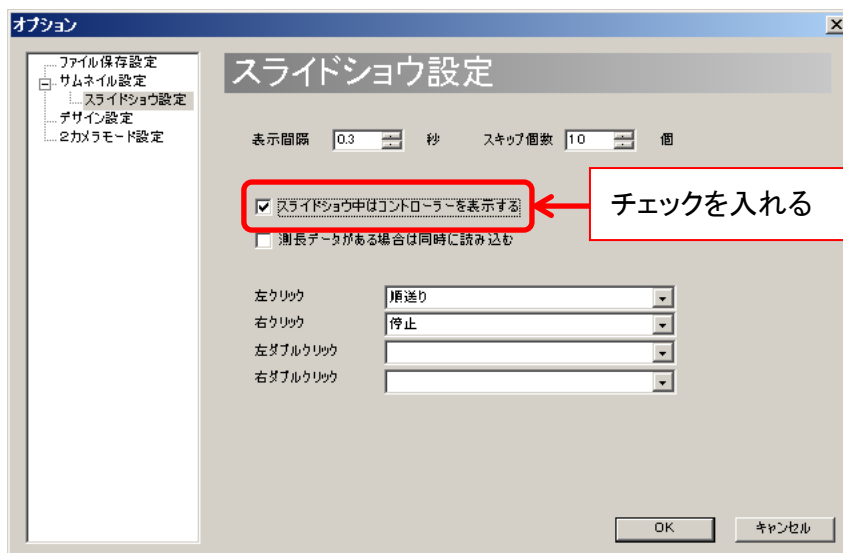 オプション
ファイル保存設定
サムネイル設定
スライドショウ設定
デザイン設定
2カメラモード設定
スライドショウ設定
表示間隔 0.3 秒 スキップ個数 10 個
スライドショウ中はコントローラーを表示する
チェックを入れる
測長データがある場合は同時に読み込む
左クリック 順送り
右クリック 停止
左ダブルクリック
右ダブルクリック
OK キャンセル